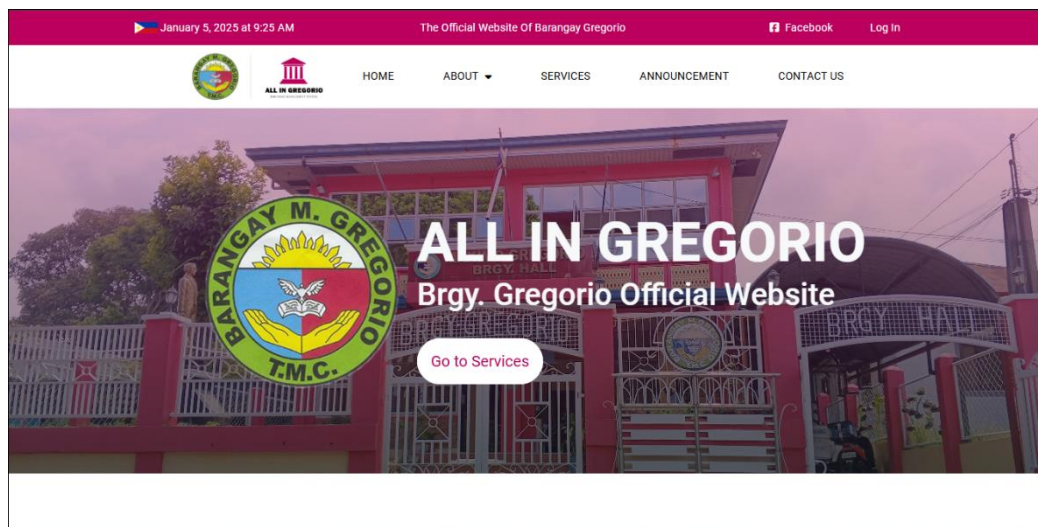 January 5, 2025 at 9:25 AM
The Official Website Of Barangay Gregorio
Facebook
Log In
BARANGAY M. GREGORIO
T.M.C.
ALL IN GREGORIO
HOME
ABOUT
SERVICES
ANNOUNCEMENT
CONTACT US
BARANGAY M. GREGORIO
T.M.C.
ALL IN GREGORIO
BRGY. HALL
Brgy. Gregorio Official Website
BRGY HALL
Go to Services